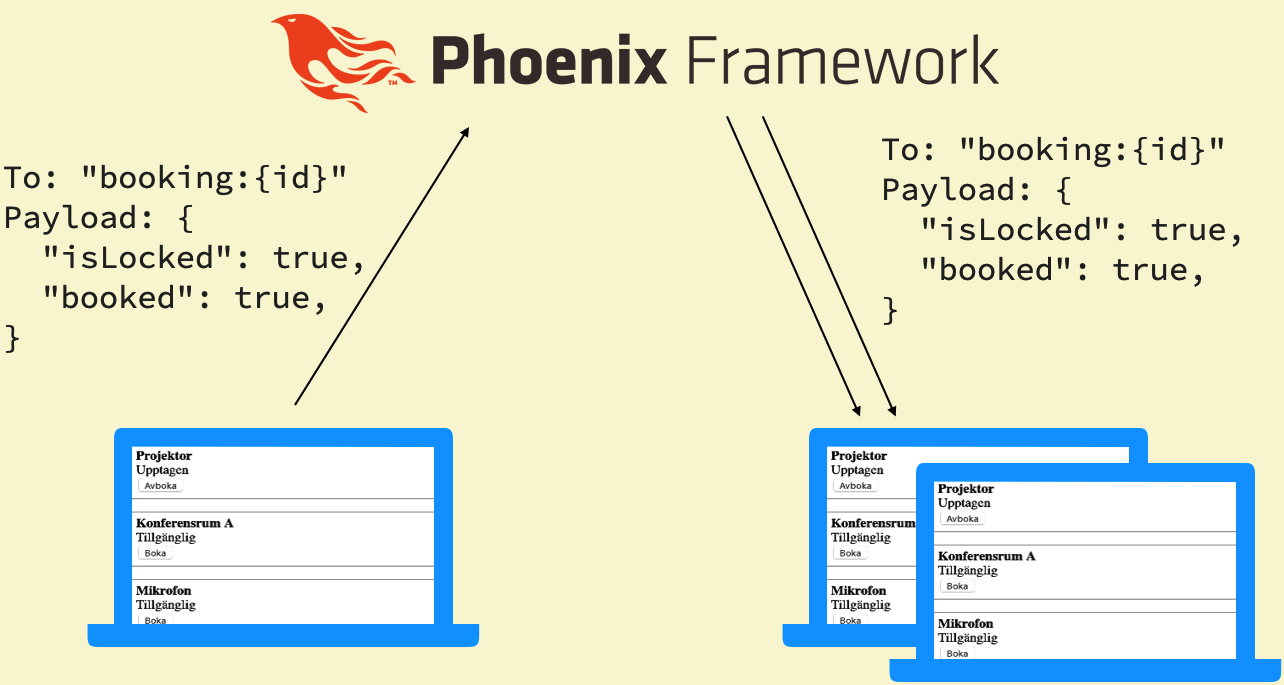 Phoenix Framework
TM
To: "booking:{id}"
Payload: {
  "isLocked": true,
  "booked": true,
}
To: "booking:{id}"
Payload: {
  "isLocked": true,
  "booked": true,
}
Projektor
Upptagen
Avboka
Konferensrum A
Tillgänglig
Boka
Mikrofon
Tillgänglig
Boka
Projektor
Upptagen
Avboka
Konferensrum
Tillgänglig
Boka
Mikrofon
Tillgänglig
Boka
Projektor
Upptagen
Avboka
Konferensrum A
Tillgänglig
Boka
Mikrofon
Tillgänglig
Boka